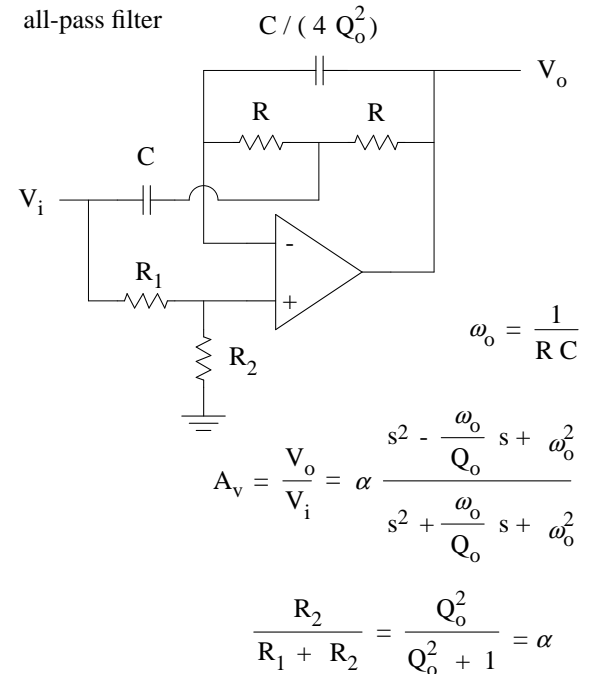 all-pass filter
C / ( 4 Q_o^2 )
V_o
R R
C
V_i
-
R_1
+
R_2
ω_o = 1 / R C
A_v = V_o / V_i = α (s^2 - (ω_o / Q_o) s + ω_o^2) / (s^2 + (ω_o / Q_o) s + ω_o^2)
R_2 / (R_1 + R_2) = Q_o^2 / (Q_o^2 + 1) = α